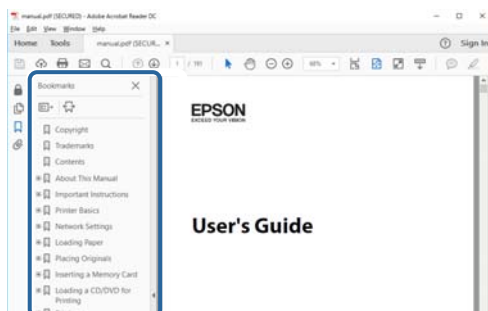 manual.pdf (SECURED) - Adobe Acrobat Reader DC
File Edit View Window Help
Home Tools manual.pdf (SECUR... × Sign In
1 / 191
Bookmarks
Copyright
Trademarks
Contents
About This Manual
Important Instructions
Printer Basics
Network Settings
Loading Paper
Placing Originals
Inserting a Memory Card
Loading a CD/DVD for
Printing
EPSON
EXCEED YOUR VISION
User's Guide